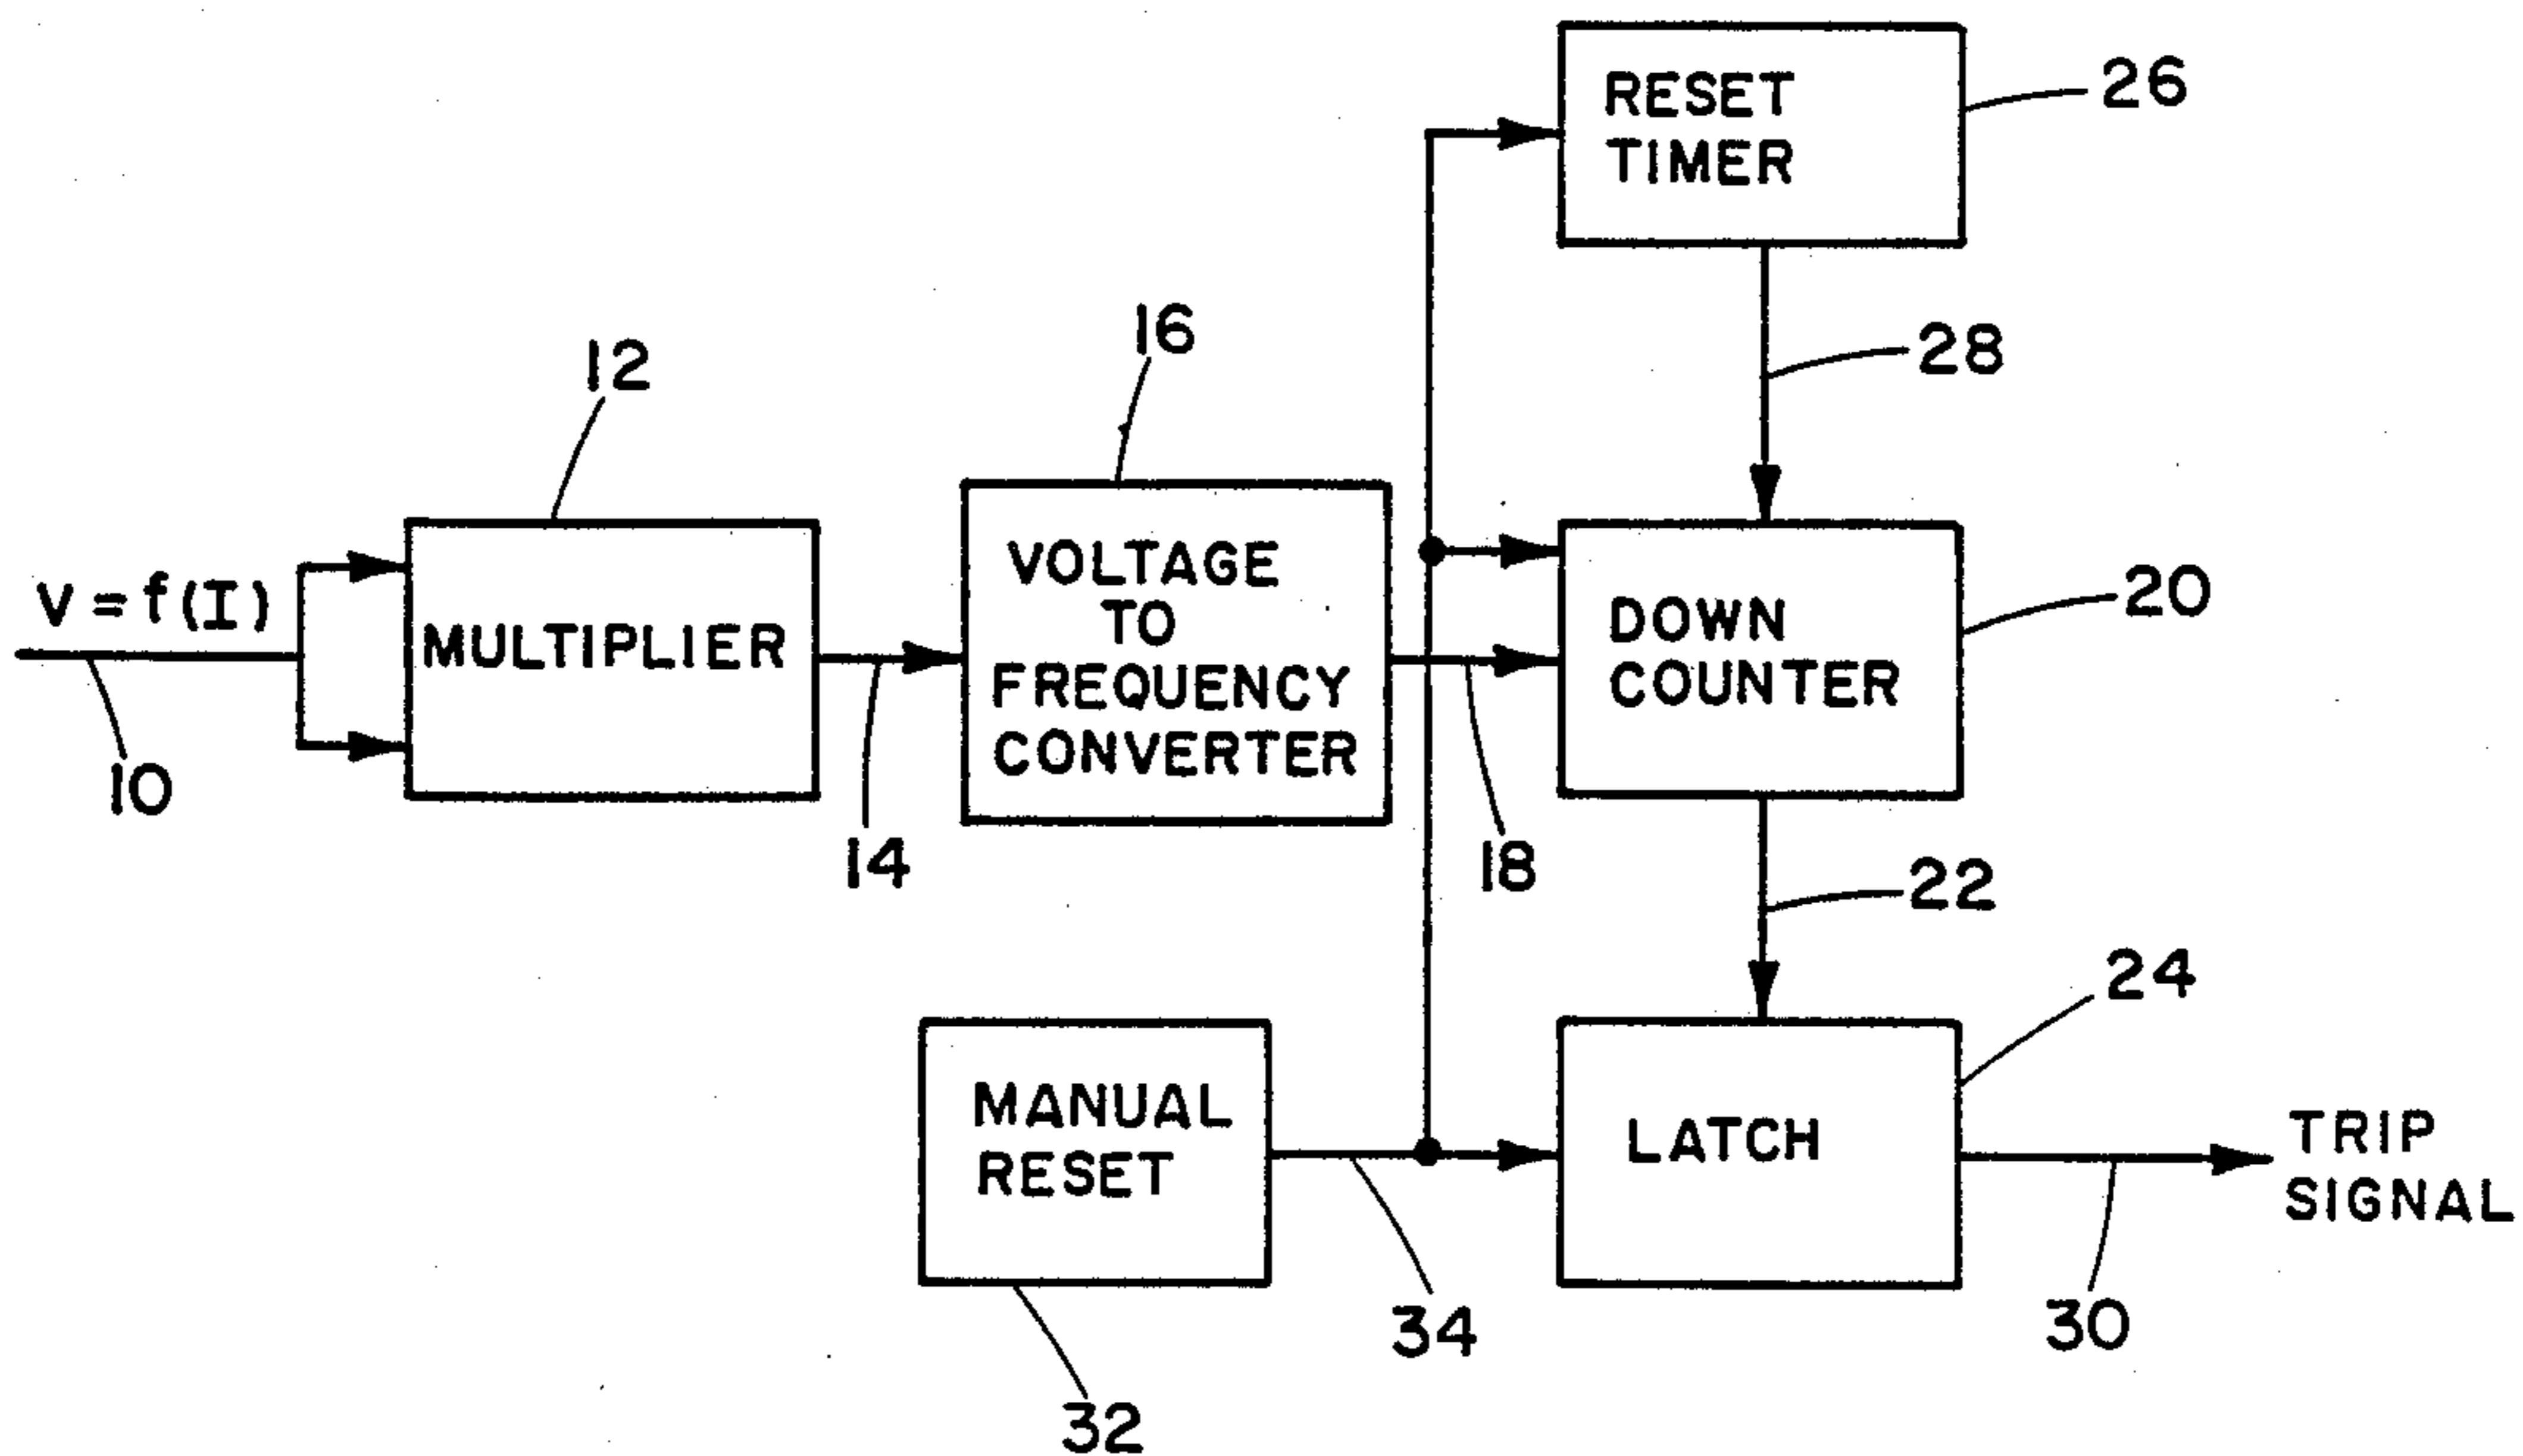 RESET
TIMER
26
28
16
12
V = f(I)
MULTIPLIER
10
14
VOLTAGE
TO
FREQUENCY
CONVERTER
18
DOWN
COUNTER
20
22
24
MANUAL
RESET
32
34
LATCH
TRIP
SIGNAL
30